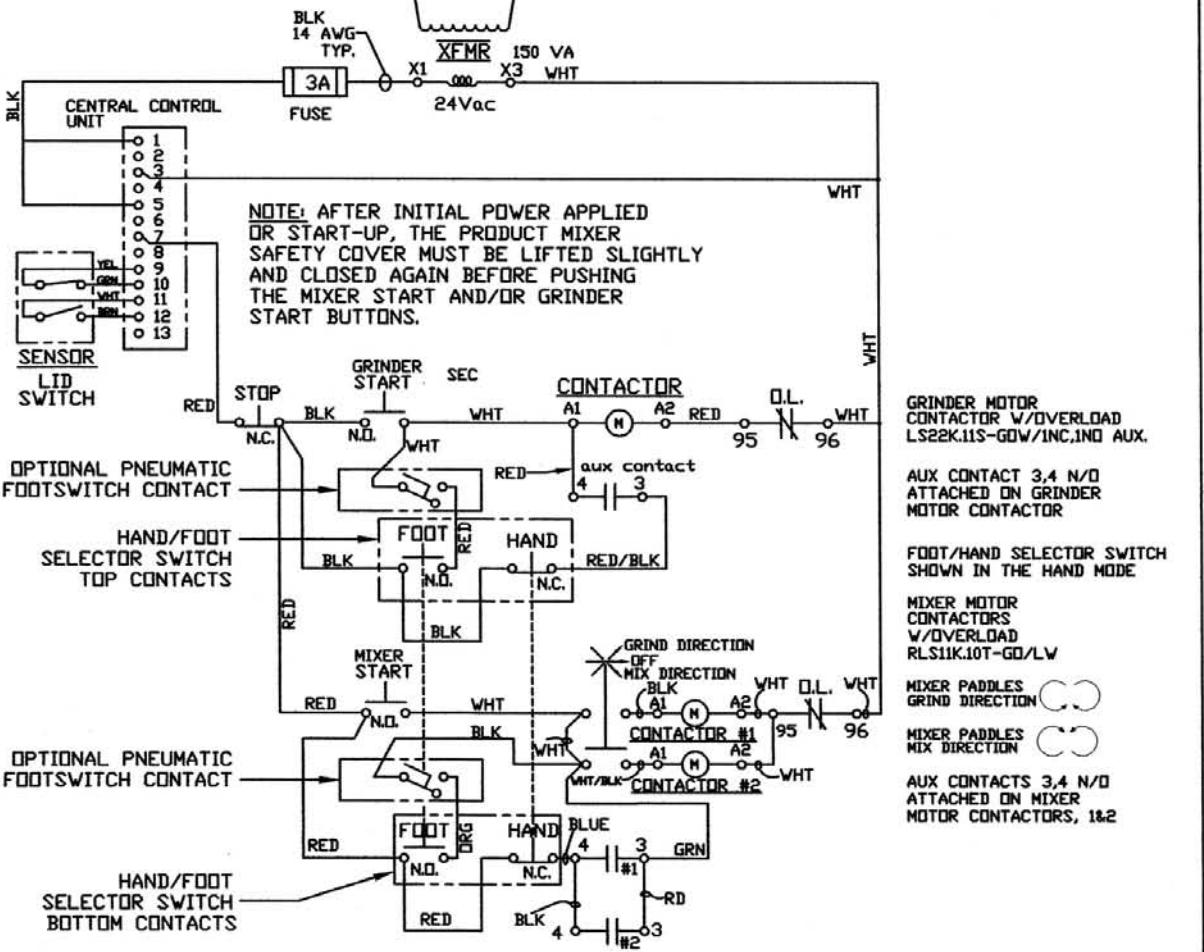 BLK
14 AWG
TYP.
XFMR 150 VA
3A
X1
X3
WHT
FUSE
24Vac
BLK
CENTRAL CONTROL
UNIT
1
2
3
4
5
6
7
8
9
10
11
12
13
WHT
NOTE: AFTER INITIAL POWER APPLIED
OR START-UP, THE PRODUCT MIXER
SAFETY COVER MUST BE LIFTED SLIGHTLY
AND CLOSED AGAIN BEFORE PUSHING
THE MIXER START AND/OR GRINDER
START BUTTONS.
YEL
GRN
WHT
BRN
SENSOR
LID
SWITCH
WHT
RED
STOP
N.C.
BLK
GRINDER
START
SEC
N.O.
WHT
CONTACTOR
A1
M
A2
RED
95
O.L.
96
WHT
WHT
OPTIONAL PNEUMATIC
FOOTSWITCH CONTACT
RED
aux contact
4
3
HAND/FOOT
SELECTOR SWITCH
TOP CONTACTS
FOOT
RED
HAND
BLK
N.O.
N.C.
RED/BLK
BLK
RED
MIXER
START
RED
N.O.
WHT
GRIND DIRECTION
OFF
MIX DIRECTION
BLK
A1
M
A2
WHT
95
O.L.
WHT
96
CONTACTOR #1
BLK
WHT
A1
M
A2
WHT/BLK
CONTACTOR #2
WHT
OPTIONAL PNEUMATIC
FOOTSWITCH CONTACT
FOOT
ORG
HAND
RED
N.O.
N.C.
BLUE
4
3
#1
GRN
HAND/FOOT
SELECTOR SWITCH
BOTTOM CONTACTS
RED
BLK
RD
4
#2
3
GRINDER MOTOR
CONTACTOR W/OVERLOAD
LS22K.11S-GOW/1NC,1NO AUX.
AUX CONTACT 3,4 N/O
ATTACHED ON GRINDER
MOTOR CONTACTOR
FOOT/HAND SELECTOR SWITCH
SHOWN IN THE HAND MODE
MIXER MOTOR
CONTACTORS
W/OVERLOAD
RLS11K.10T-GO/LW
MIXER PADDLES
GRIND DIRECTION
MIXER PADDLES
MIX DIRECTION
AUX CONTACTS 3,4 N/O
ATTACHED ON MIXER
MOTOR CONTACTORS, 1&2